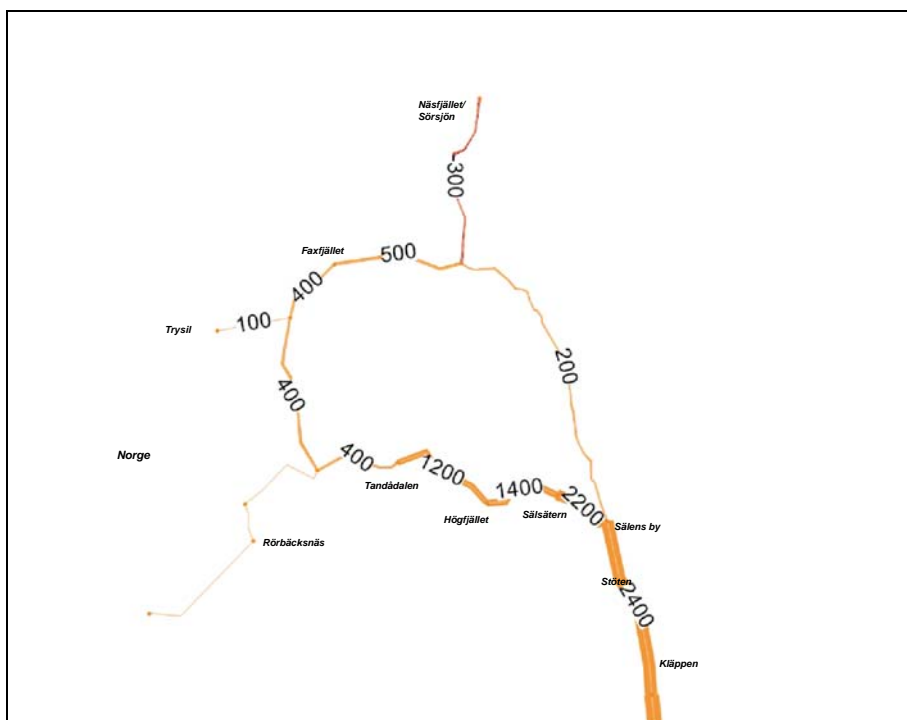 Näsfjället/
Sörsjön
300
Faxfjället
500
400
Trysil
100
200
400
Norge
400
1200
Tandådalen
1400
2200
Högfjället
Sälsätern
Sälens by
Rörbäcksnäs
Stöten
2400
Kläppen